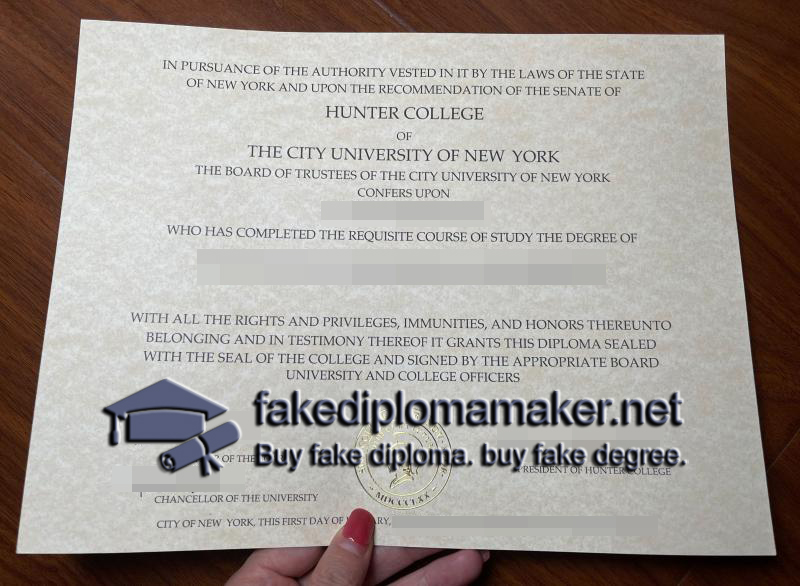 IN PURSUANCE OF THE AUTHORITY VESTED IN IT BY THE LAWS OF THE STATE
OF NEW YORK AND UPON THE RECOMMENDATION OF THE SENATE OF
HUNTER COLLEGE
OF
THE CITY UNIVERSITY OF NEW YORK
THE BOARD OF TRUSTEES OF THE CITY UNIVERSITY OF NEW YORK
CONFERS UPON
WHO HAS COMPLETED THE REQUISITE COURSE OF STUDY THE DEGREE OF
WITH ALL THE RIGHTS AND PRIVILEGES, IMMUNITIES, AND HONORS THEREUNTO
BELONGING AND IN TESTIMONY THEREOF IT GRANTS THIS DIPLOMA SEALED
WITH THE SEAL OF THE COLLEGE AND SIGNED BY THE APPROPRIATE BOARD
UNIVERSITY AND COLLEGE OFFICERS
fakediplomamaker.net
Buy fake diploma. buy fake degree.
OF THE
PRESIDENT OF HUNTER COLLEGE
MDCCCLXX
CHANCELLOR OF THE UNIVERSITY
CITY OF NEW YORK, THIS FIRST DAY OF